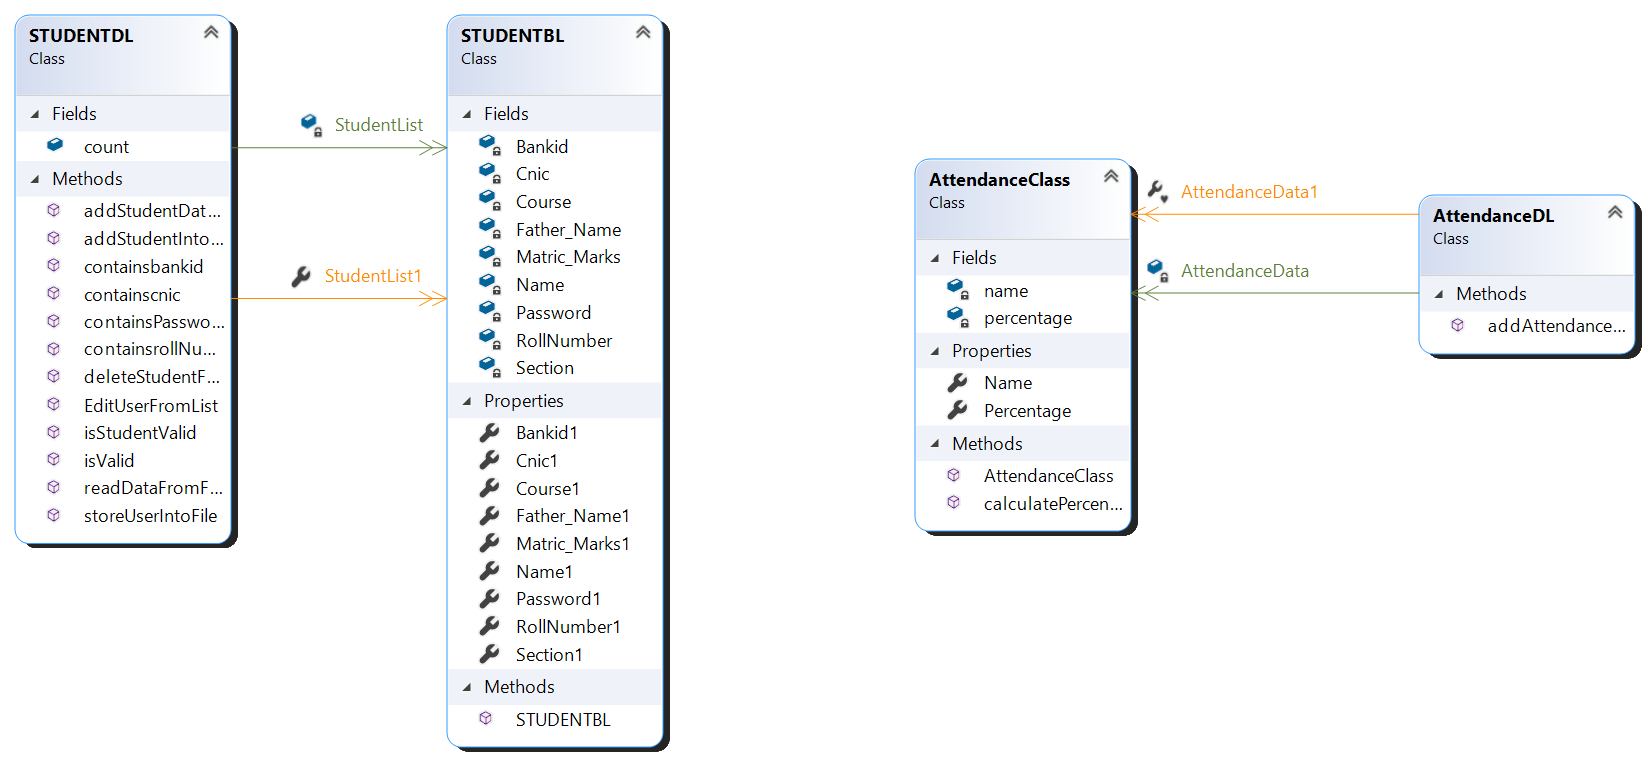 STUDENTDL
Class
Fields
count
Methods
addStudentDat...
addStudentInto...
containsbankid
containscnic
containsPasswo...
containsrollNu...
deleteStudentF...
EditUserFromList
isStudentValid
isValid
readDataFromF...
storeUserIntoFile
StudentList
StudentList1
STUDENTBL
Class
Fields
Bankid
Cnic
Course
Father_Name
Matric_Marks
Name
Password
RollNumber
Section
Properties
Bankid1
Cnic1
Course1
Father_Name1
Matric_Marks1
Name1
Password1
RollNumber1
Section1
Methods
STUDENTBL
AttendanceClass
Class
Fields
name
percentage
Properties
Name
Percentage
Methods
AttendanceClass
calculatePercen...
AttendanceData1
AttendanceData
AttendanceDL
Class
Methods
addAttendance...